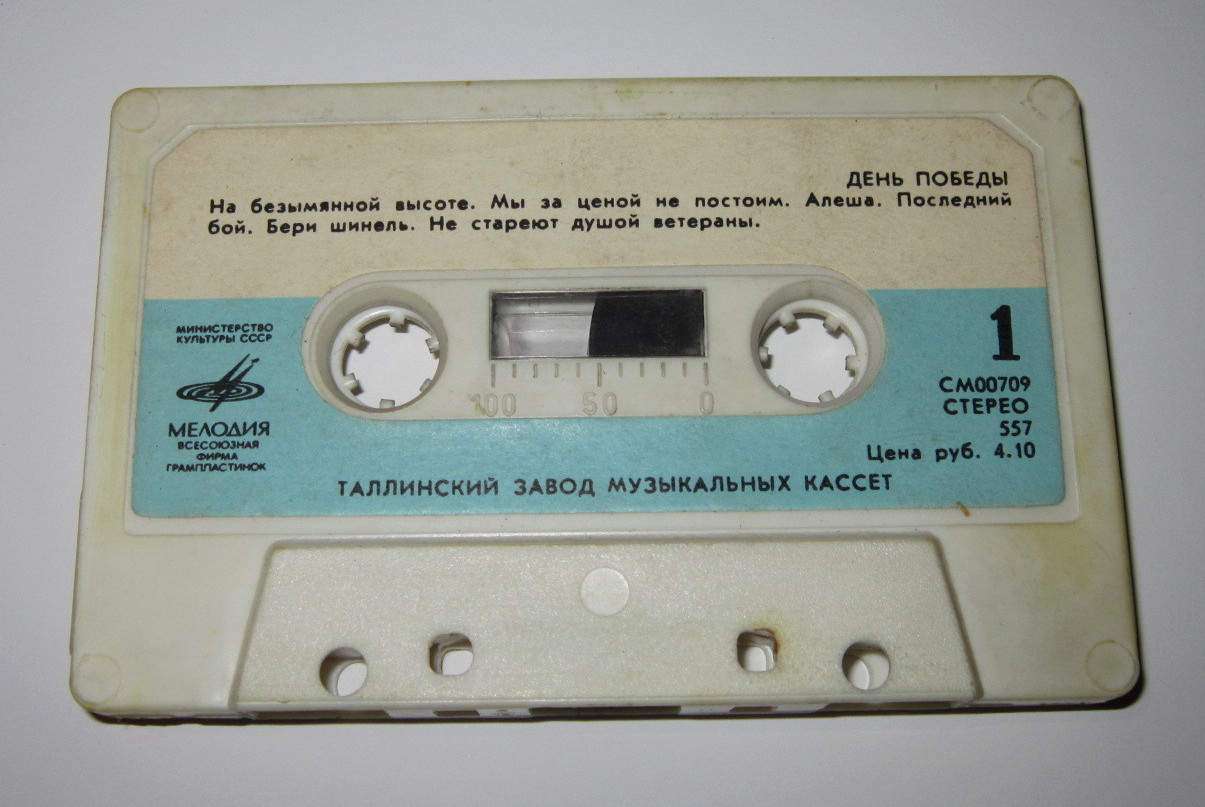 ДЕНЬ ПОБЕДЫ
На безымянной высоте. Мы за ценой не постоим. Алеша. Последний
бой. Бери шинель. Не стареют душой ветераны.
МИНИСТЕРСТВО
КУЛЬТУРЫ СССР
МЕЛОДИЯ
ВСЕСОЮЗНАЯ
ФИРМА
ГРАМПЛАСТИНОК
1
СМ00709
СТЕРЕО
557
Цена руб. 4.10
100 50 0
ТАЛЛИНСКИЙ ЗАВОД МУЗЫКАЛЬНЫХ КАССЕТ